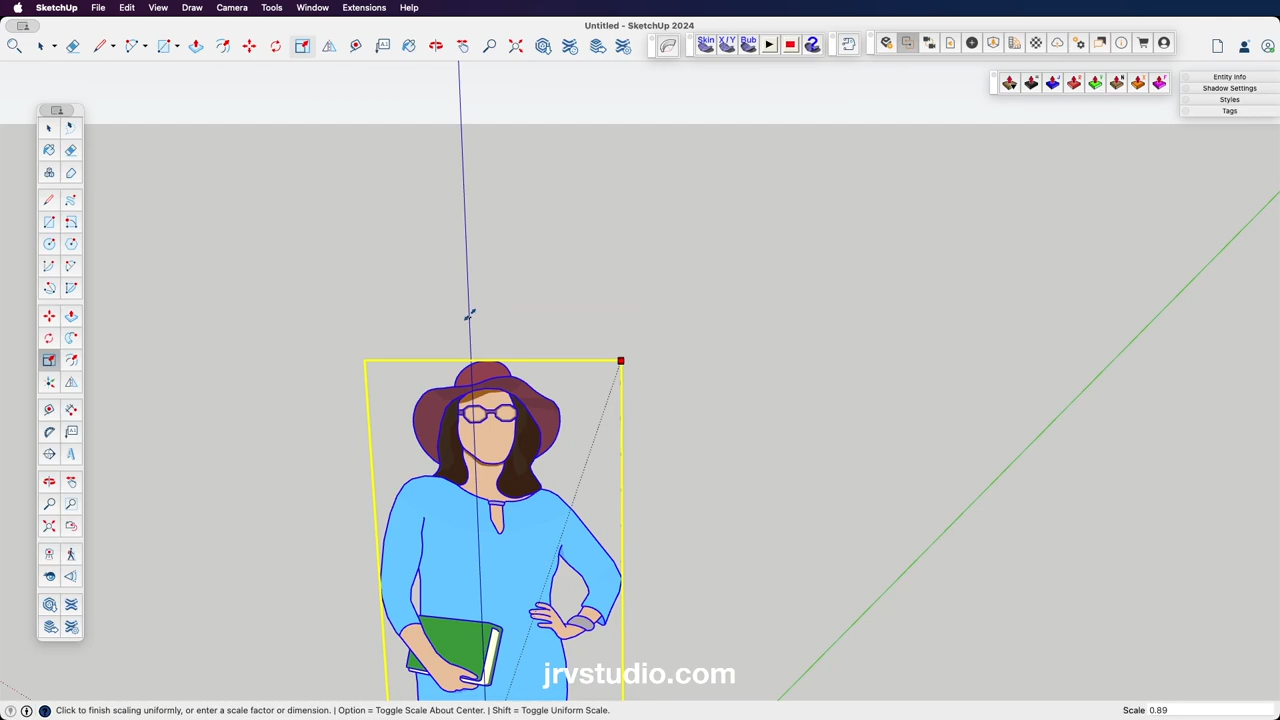 SketchUp File Edit View Draw Camera Tools Window Extensions Help
Untitled - SketchUp 2024
Skin X/Y Bub
Entity Info
Shadow Settings
Styles
Tags
jrvstudio.com
Click to finish scaling uniformly, or enter a scale factor or dimension. | Option = Toggle Scale About Center. | Shift = Toggle Uniform Scale. Scale 0.89